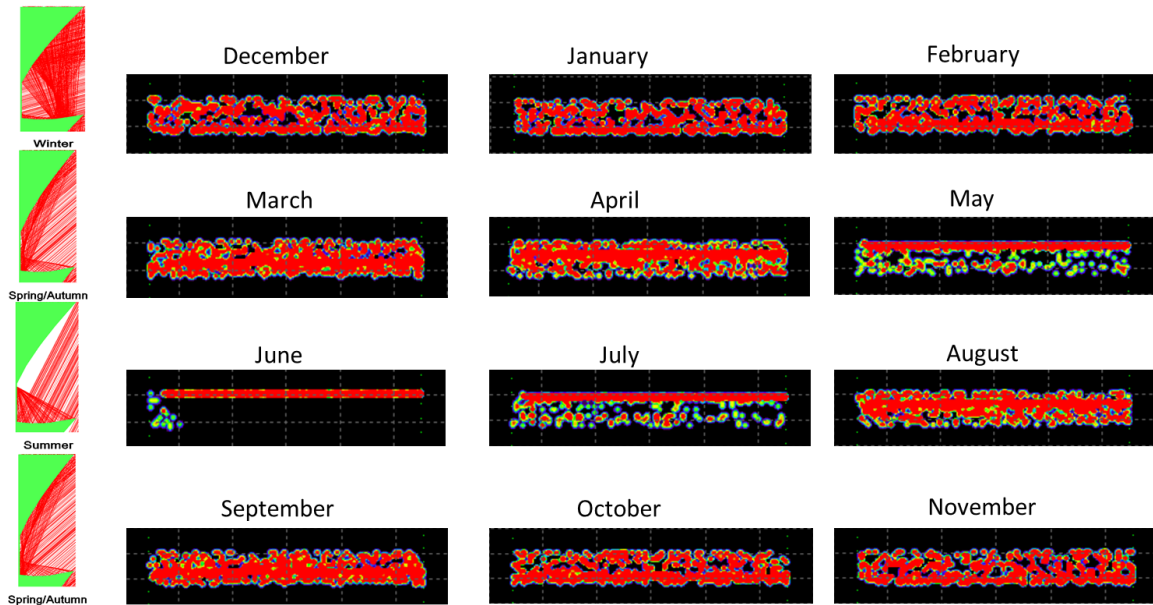 December January February
Winter
March April May
Spring/Autumn
June July August
Summer
September October November
Spring/Autumn